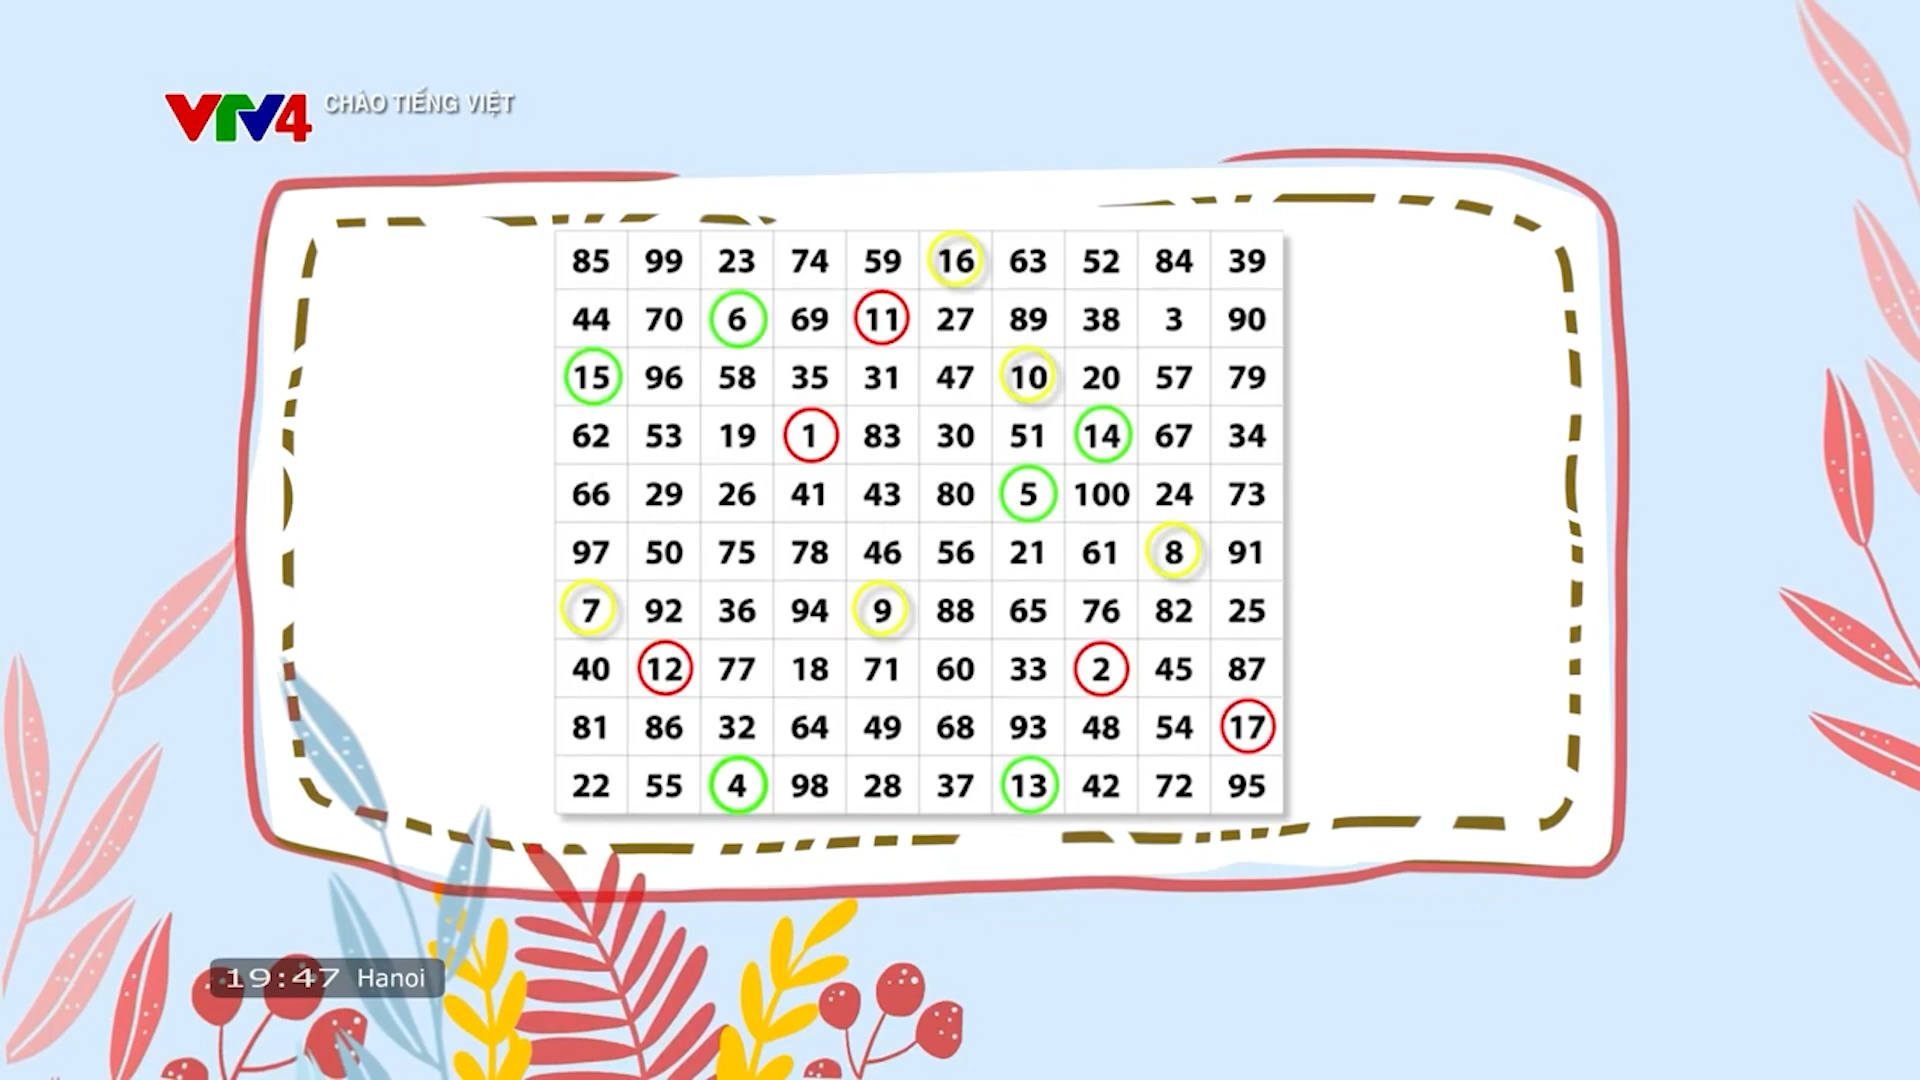 VTV4 CHÀO TIẾNG VIỆT
85 99 23 74 59 16 63 52 84 39
44 70 6 69 11 27 89 38 3 90
15 96 58 35 31 47 10 20 57 79
62 53 19 1 83 30 51 14 67 34
66 29 26 41 43 80 5 100 24 73
97 50 75 78 46 56 21 61 8 91
7 92 36 94 9 88 65 76 82 25
40 12 77 18 71 60 33 2 45 87
81 86 32 64 49 68 93 48 54 17
22 55 4 98 28 37 13 42 72 95
19:47 Hanoi